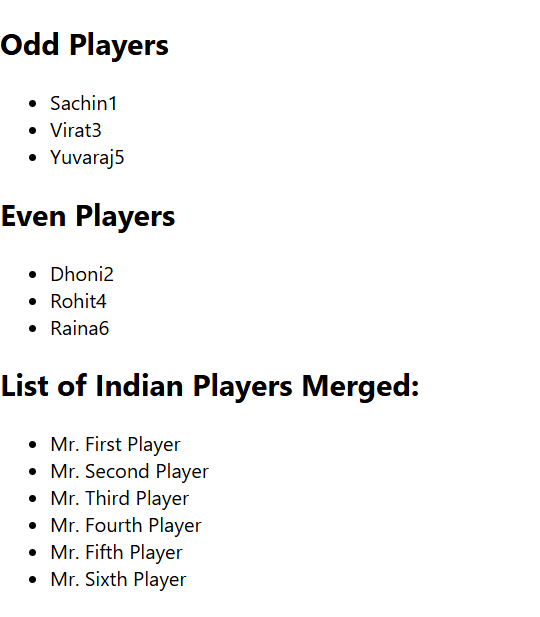 Odd Players
Sachin1
Virat3
Yuvaraj5
Even Players
Dhoni2
Rohit4
Raina6
List of Indian Players Merged:
Mr. First Player
Mr. Second Player
Mr. Third Player
Mr. Fourth Player
Mr. Fifth Player
Mr. Sixth Player